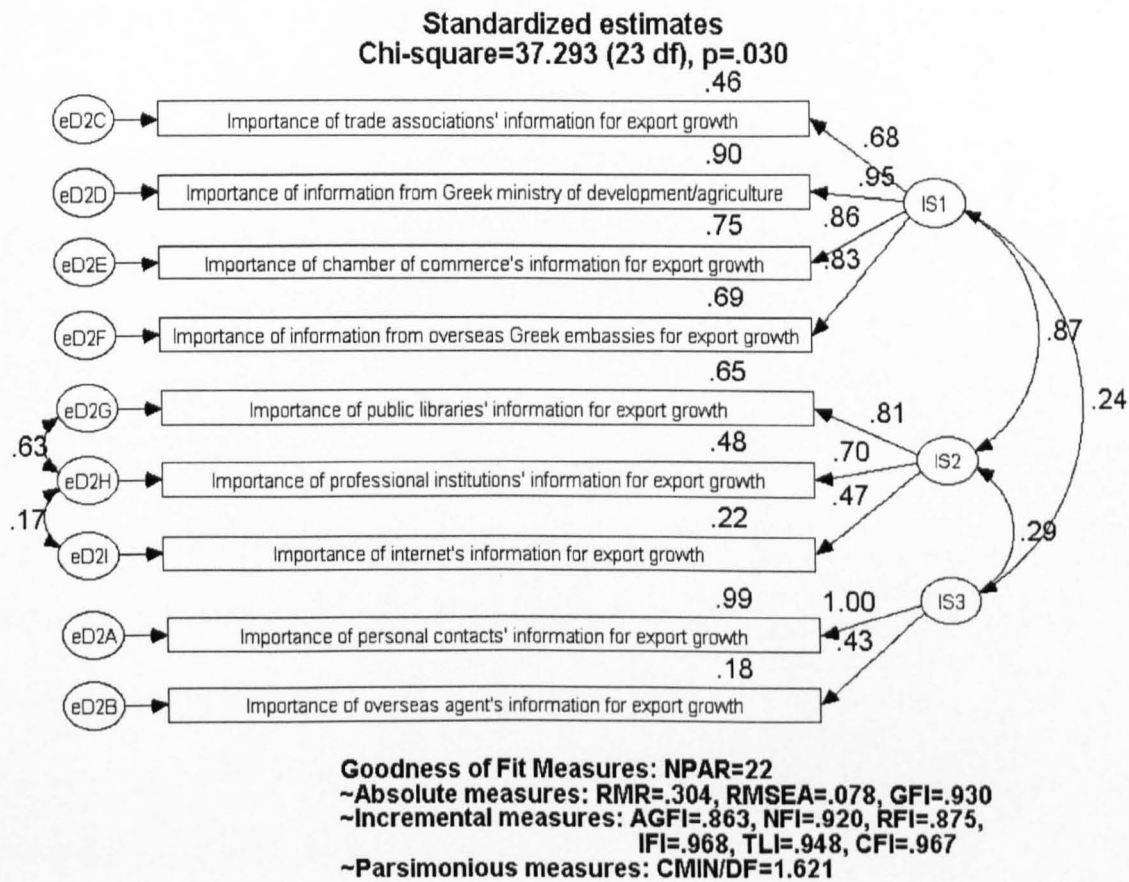 Standardized estimates
Chi-square=37.293 (23 df), p=.030
.46
eD2C Importance of trade associations' information for export growth
.68
.90
.95
eD2D Importance of information from Greek ministry of development/agriculture
IS1
.75
.86
eD2E Importance of chamber of commerce's information for export growth
.83
.69
eD2F Importance of information from overseas Greek embassies for export growth
.87
.65
eD2G Importance of public libraries' information for export growth
.81
.24
.63
.48
.70
IS2
eD2H Importance of professional institutions' information for export growth
.47
.17
.22
.29
eD2I Importance of internet's information for export growth
.99
1.00
IS3
eD2A Importance of personal contacts' information for export growth
.43
.18
eD2B Importance of overseas agent's information for export growth
Goodness of Fit Measures: NPAR=22
~Absolute measures: RMR=.304, RMSEA=.078, GFI=.930
~Incremental measures: AGFI=.863, NFI=.920, RFI=.875,
IFI=.968, TLI=.948, CFI=.967
~Parsimonious measures: CMIN/DF=1.621